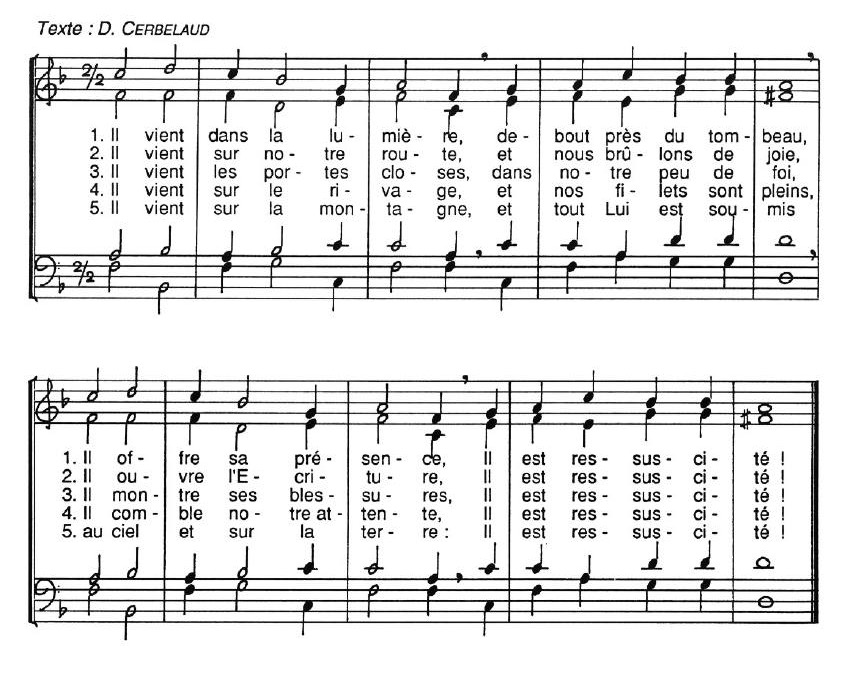 Texte : D. CERBELAUD
2/2
1. Il vient dans la lu - miè - re, de - bout près du tom - beau,
2. Il vient sur no - tre rou - te, et nous brû - lons de joie,
3. Il vient les por - tes clo - ses, dans no - tre peu de foi,
4. Il vient sur le ri - va - ge, et nos fi - lets sont pleins,
5. Il vient sur la mon - ta - gne, et tout Lui est sou - mis
2/2
1. Il of - fre sa pré - sen - ce, Il est res - sus - ci - té !
2. Il ou - vre l'E - cri - tu - re, Il est res - sus - ci - té !
3. Il mon - tre ses bles - su - res, Il est res - sus - ci - té !
4. Il com - ble no - tre at - ten - te, Il est res - sus - ci - té !
5. au ciel et sur la ter - re : Il est res - sus - ci - té !